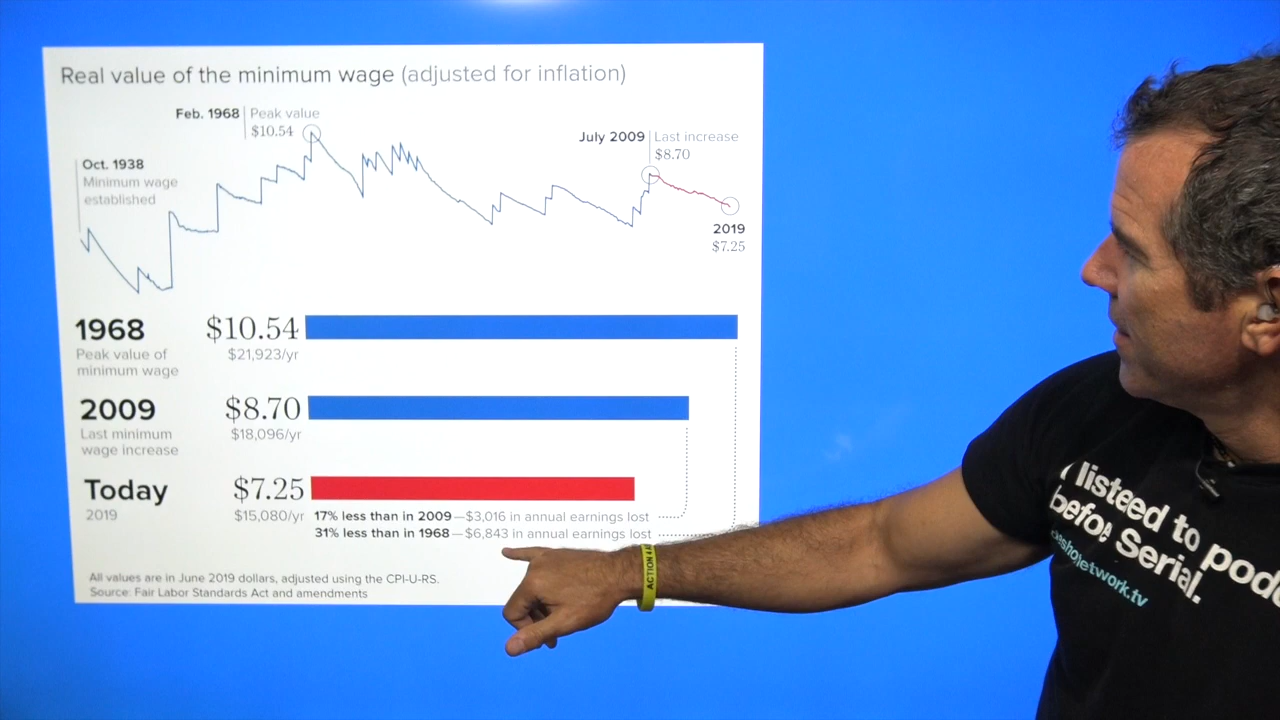 Real value of the minimum wage (adjusted for inflation)
Feb. 1968 Peak value
$10.54
July 2009 Last increase
$8.70
Oct. 1938
Minimum wage
established
2019
$7.25
1968 $10.54
Peak value of
minimum wage
$21,923/yr
2009 $8.70
Last minimum
wage increase
$18,096/yr
Today $7.25
2019 $15,080/yr
17% less than in 2009—$3,016 in annual earnings lost
31% less than in 1968—$6,843 in annual earnings lost
All values are in June 2019 dollars, adjusted using the CPI-U-RS.
Source: Fair Labor Standards Act and amendments
ACTION
I listeed to
before Serial.